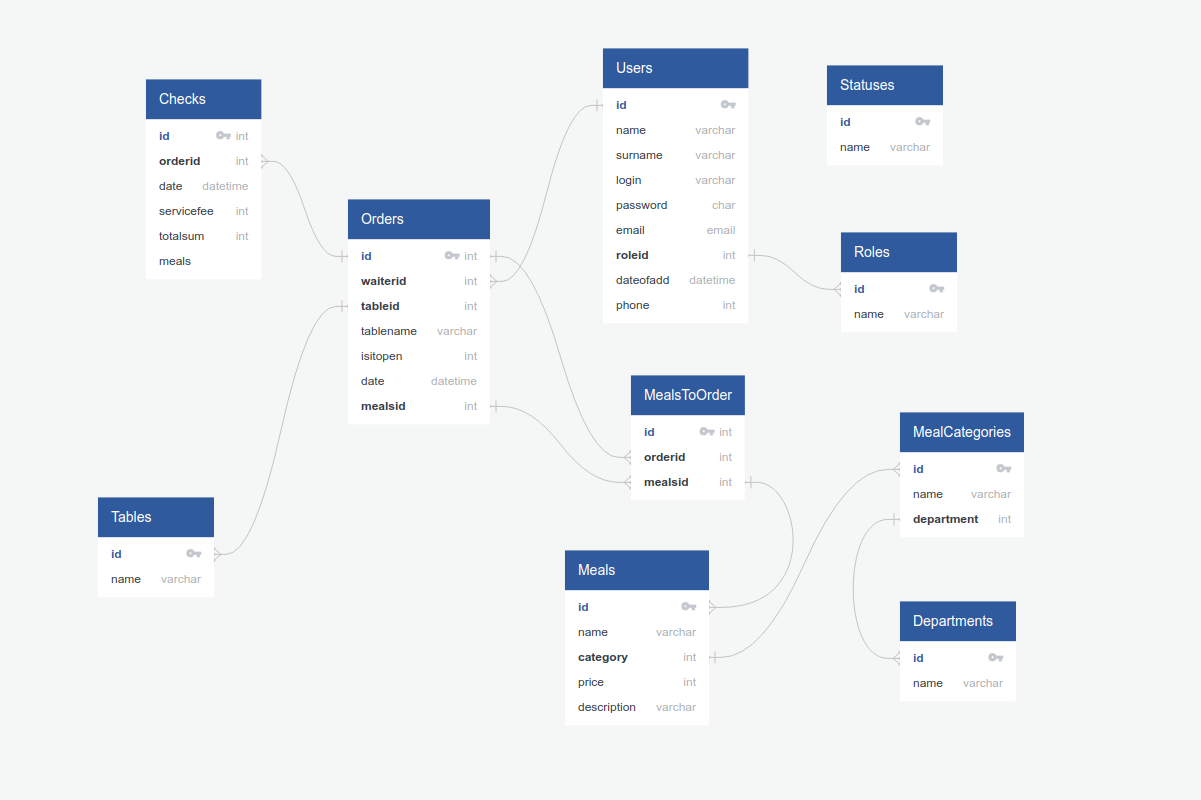 Checks
id int
orderid int
date datetime
servicefee int
totalsum int
meals
Orders
id int
waiterid int
tableid int
tablename varchar
isitopen int
date datetime
mealsid int
Users
id
name varchar
surname varchar
login varchar
password char
email email
roleid int
dateofadd datetime
phone int
Statuses
id
name varchar
Roles
id
name varchar
MealsToOrder
id int
orderid int
mealsid int
MealCategories
id
name varchar
department int
Tables
id
name varchar
Meals
id
name varchar
category int
price int
description varchar
Departments
id
name varchar